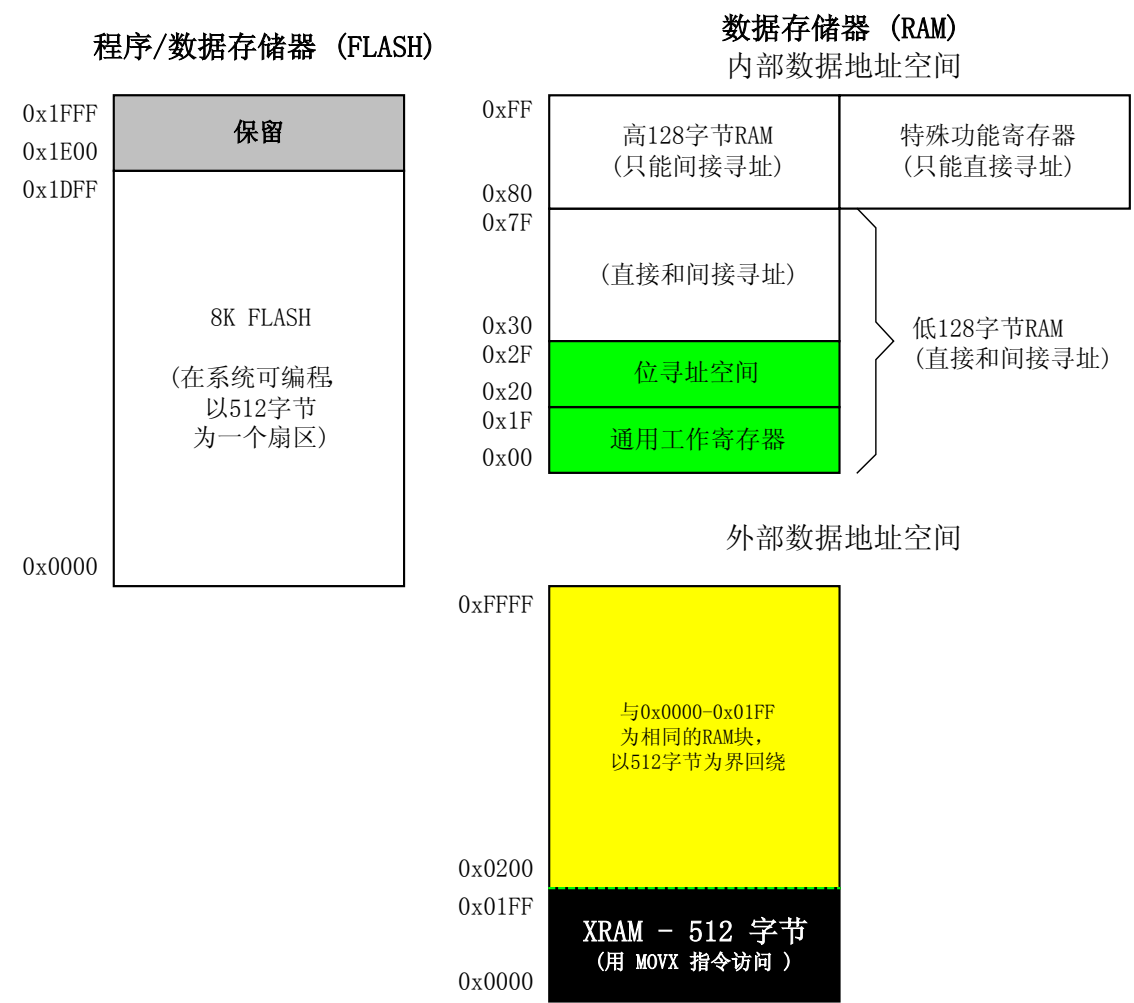 程序/数据存储器 (FLASH)
0x1FFF
保留
0x1E00
0x1DFF
8K FLASH
(在系统可编程,
以512字节
为一个扇区)
0x0000
数据存储器 (RAM)
内部数据地址空间
0xFF
高128字节RAM
(只能间接寻址)
特殊功能寄存器
(只能直接寻址)
0x80
0x7F
(直接和间接寻址)
0x30
0x2F
位寻址空间
0x20
0x1F
通用工作寄存器
0x00
低128字节RAM
(直接和间接寻址)
外部数据地址空间
0xFFFF
与0x0000-0x01FF
为相同的RAM块,
以512字节为界回绕
0x0200
0x01FF
XRAM - 512 字节
(用 MOVX 指令访问 )
0x0000